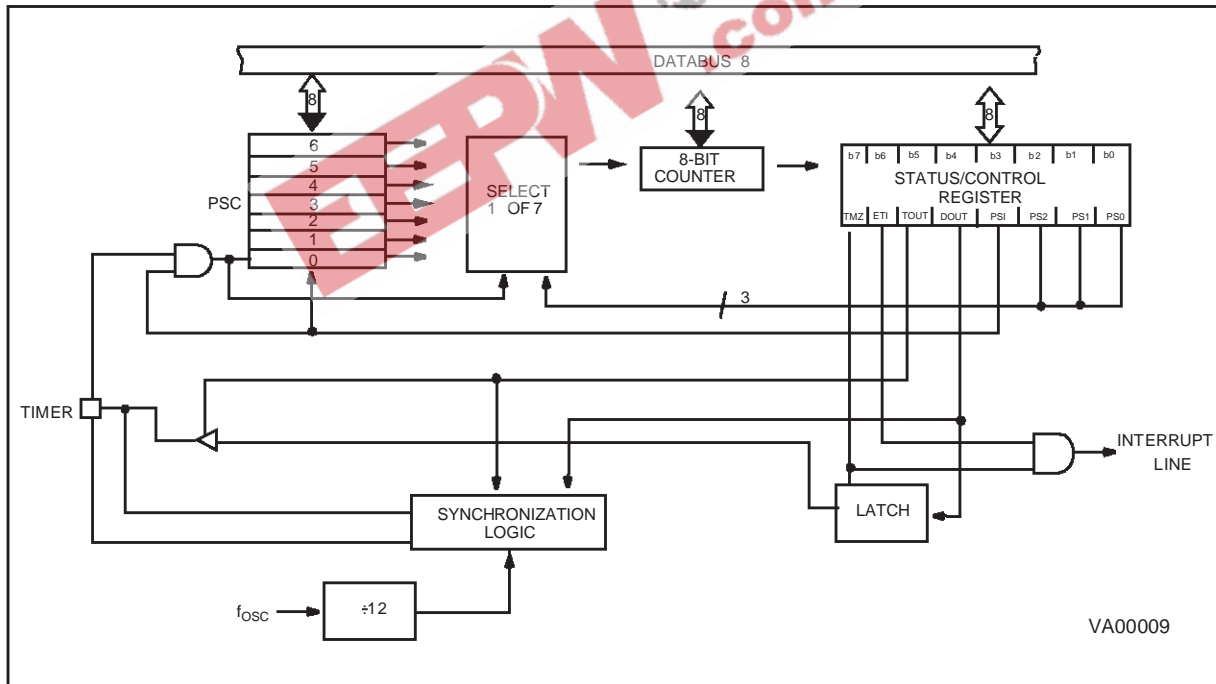 EEPW.com
DATABUS 8
8
8
8
6
5
4
3
2
1
0
PSC
SELECT
1 OF 7
8-BIT
COUNTER
b7 b6 b5 b4 b3 b2 b1 b0
STATUS/CONTROL
REGISTER
TMZ ETI TOUT DOUT PSI PS2 PS1 PS0
3
TIMER
INTERRUPT
LINE
SYNCHRONIZATION
LOGIC
LATCH
fOSC
÷12
VA00009